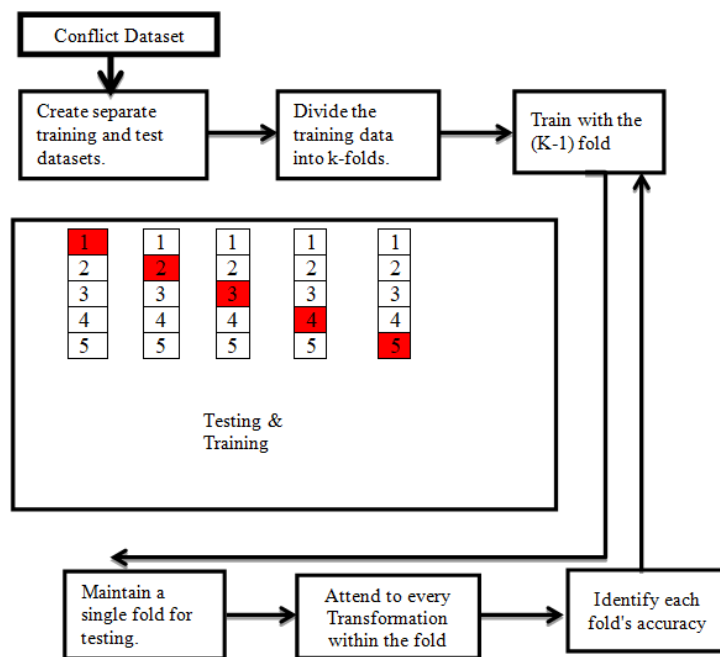 Conflict Dataset
Create separate
training and test
datasets.
Divide the
training data
into k-folds.
Train with the
(K-1) fold
1 1 1 1 1
2 2 2 2 2
3 3 3 3 3
4 4 4 4 4
5 5 5 5 5
Testing &
Training
Maintain a
single fold for
testing.
Attend to every
Transformation
within the fold
Identify each
fold's accuracy